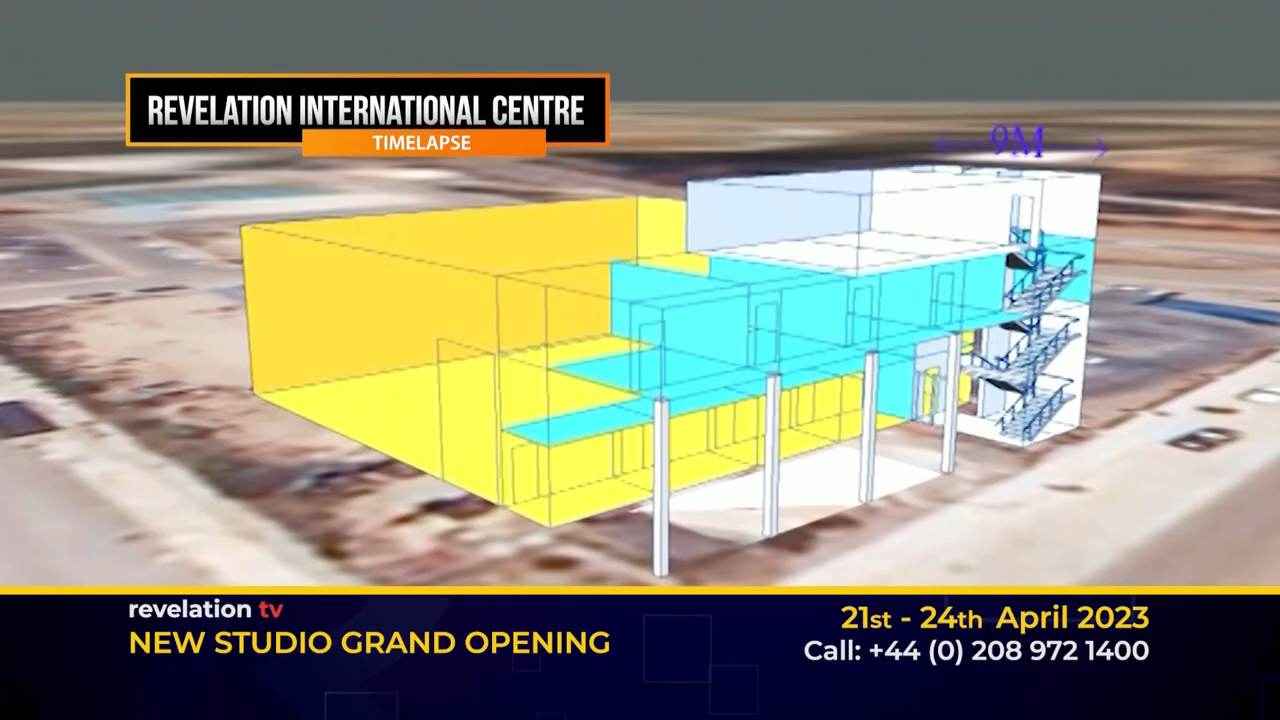 REVELATION INTERNATIONAL CENTRE
TIMELAPSE
9M
revelation tv
NEW STUDIO GRAND OPENING
21st - 24th April 2023
Call: +44 (0) 208 972 1400